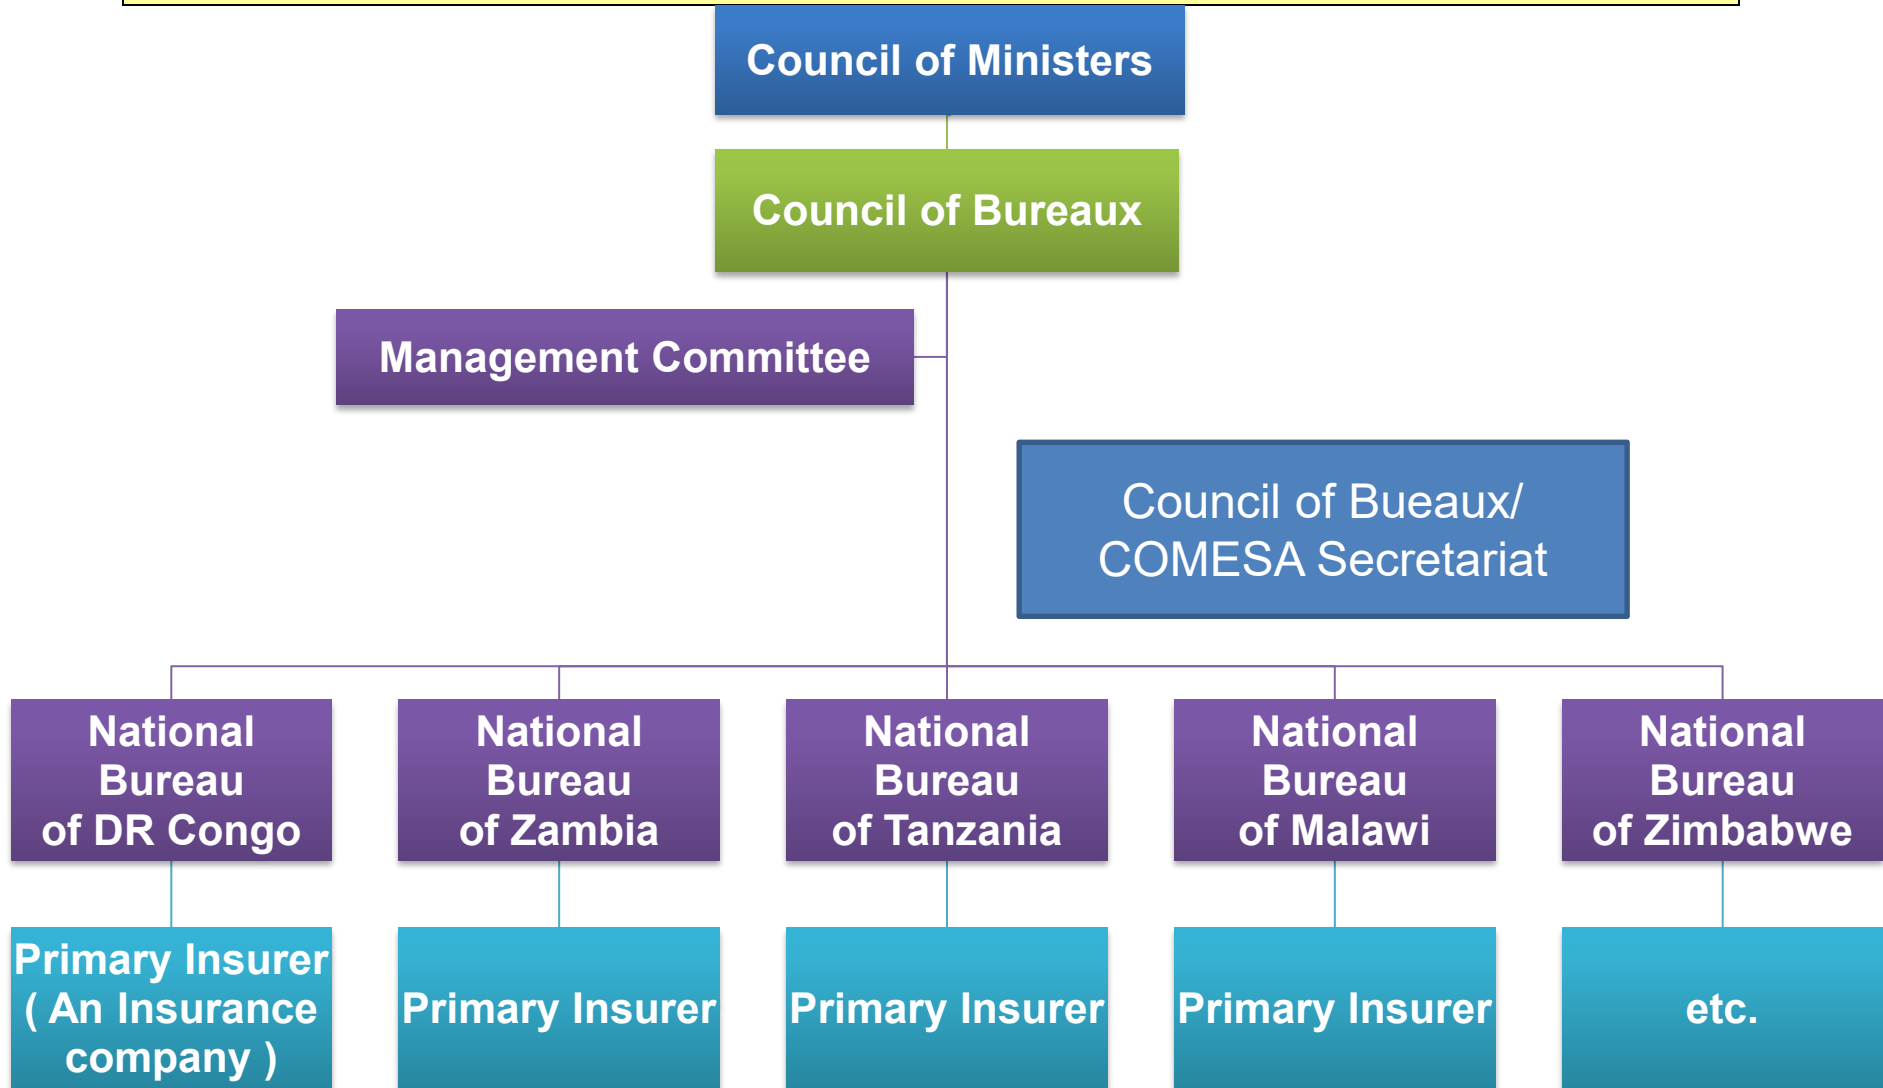 Council of Ministers
Council of Bureaux
Management Committee
Council of Bueaux/
COMESA Secretariat
National
Bureau
of DR Congo
National
Bureau
of Zambia
National
Bureau
of Tanzania
National
Bureau
of Malawi
National
Bureau
of Zimbabwe
Primary Insurer
( An Insurance
company )
Primary Insurer
Primary Insurer
Primary Insurer
etc.